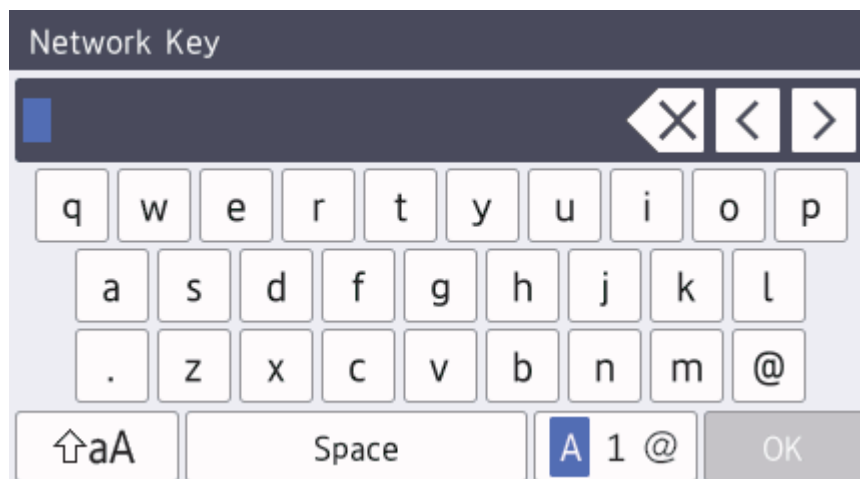 Network Key
q w e r t y u i o p
a s d f g h j k l
. z x c v b n m @
aA Space A 1 @ OK